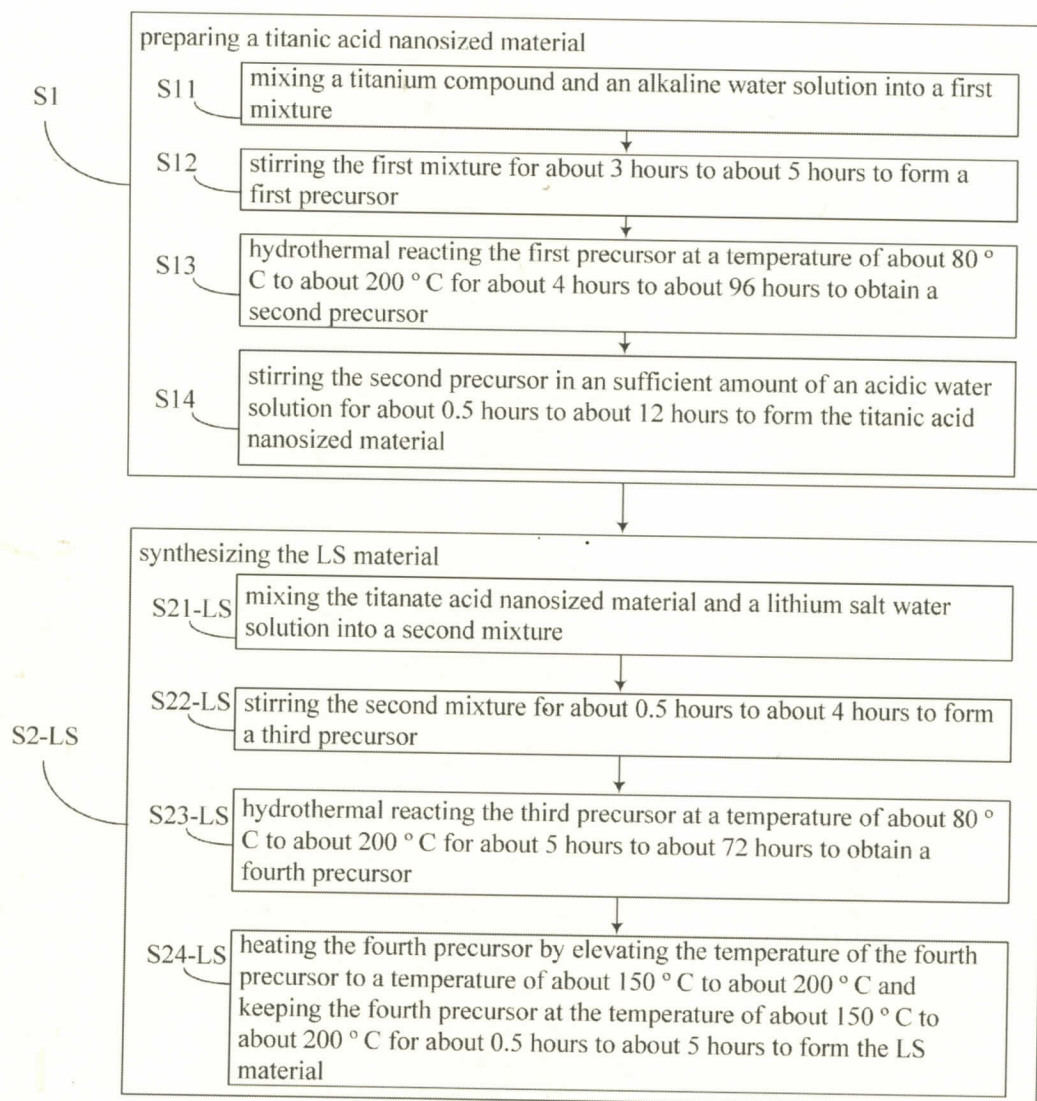 preparing a titanic acid nanosized material
S1
S11
mixing a titanium compound and an alkaline water solution into a first
mixture
S12
stirring the first mixture for about 3 hours to about 5 hours to form a
first precursor
S13
hydrothermal reacting the first precursor at a temperature of about 80 °
C to about 200 ° C for about 4 hours to about 96 hours to obtain a
second precursor
S14
stirring the second precursor in an sufficient amount of an acidic water
solution for about 0.5 hours to about 12 hours to form the titanic acid
nanosized material
synthesizing the LS material
S2-LS
S21-LS
mixing the titanate acid nanosized material and a lithium salt water
solution into a second mixture
S22-LS
stirring the second mixture for about 0.5 hours to about 4 hours to form
a third precursor
S23-LS
hydrothermal reacting the third precursor at a temperature of about 80 °
C to about 200 ° C for about 5 hours to about 72 hours to obtain a
fourth precursor
S24-LS
heating the fourth precursor by elevating the temperature of the fourth
precursor to a temperature of about 150 ° C to about 200 ° C and
keeping the fourth precursor at the temperature of about 150 ° C to
about 200 ° C for about 0.5 hours to about 5 hours to form the LS
material